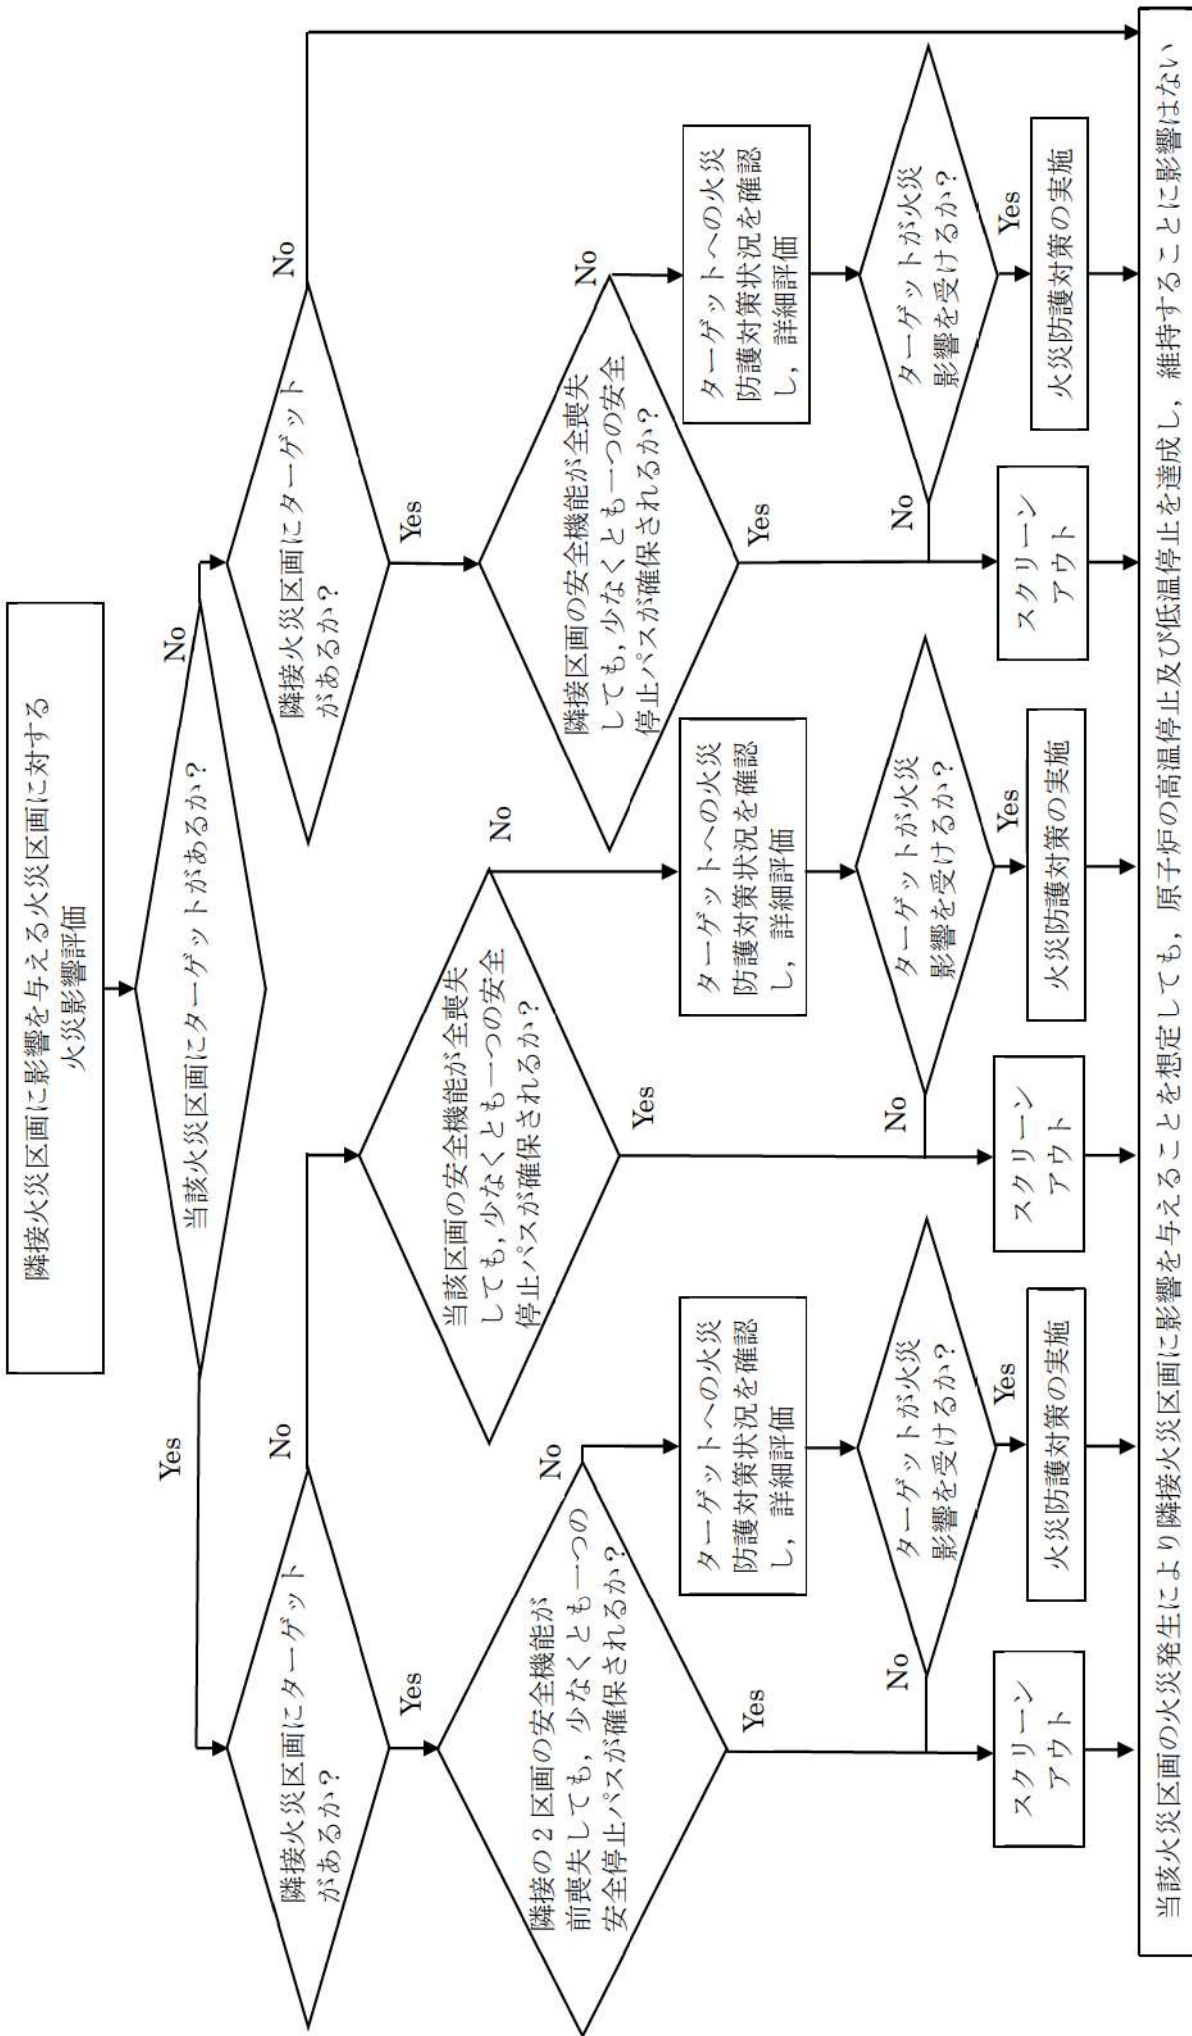 隣接火災区画に影響を与える火災区画に対する
火災影響評価
当該火災区画にターゲットがあるか?
Yes
No
隣接火災区画にターゲット
があるか?
No
Yes
隣接火災区画にターゲット
があるか?
No
Yes
隣接の2区画の安全機能が
前喪失しても，少なくとも一つの
安全停止パスが確保されるか?
No
Yes
当該区画の安全機能が全喪失
しても,少なくとも一つの安全
停止パスが確保されるか?
No
Yes
隣接区画の安全機能が全喪失
しても,少なくとも一つの安全
停止パスが確保されるか?
No
Yes
ターゲットへの火災
防護対策状況を確認
し，詳細評価
ターゲットへの火災
防護対策状況を確認
し，詳細評価
ターゲットへの火災
防護対策状況を確認
し，詳細評価
ターゲットが火災
影響を受けるか?
No
Yes
ターゲットが火災
影響を受けるか?
No
Yes
ターゲットが火災
影響を受けるか?
No
Yes
スクリーン
アウト
火災防護対策の実施
スクリーン
アウト
火災防護対策の実施
スクリーン
アウト
火災防護対策の実施
当該火災区画の火災発生により隣接火災区画に影響を与えることを想定しても，原子炉の高温停止及び低温停止を達成し，維持することに影響はない